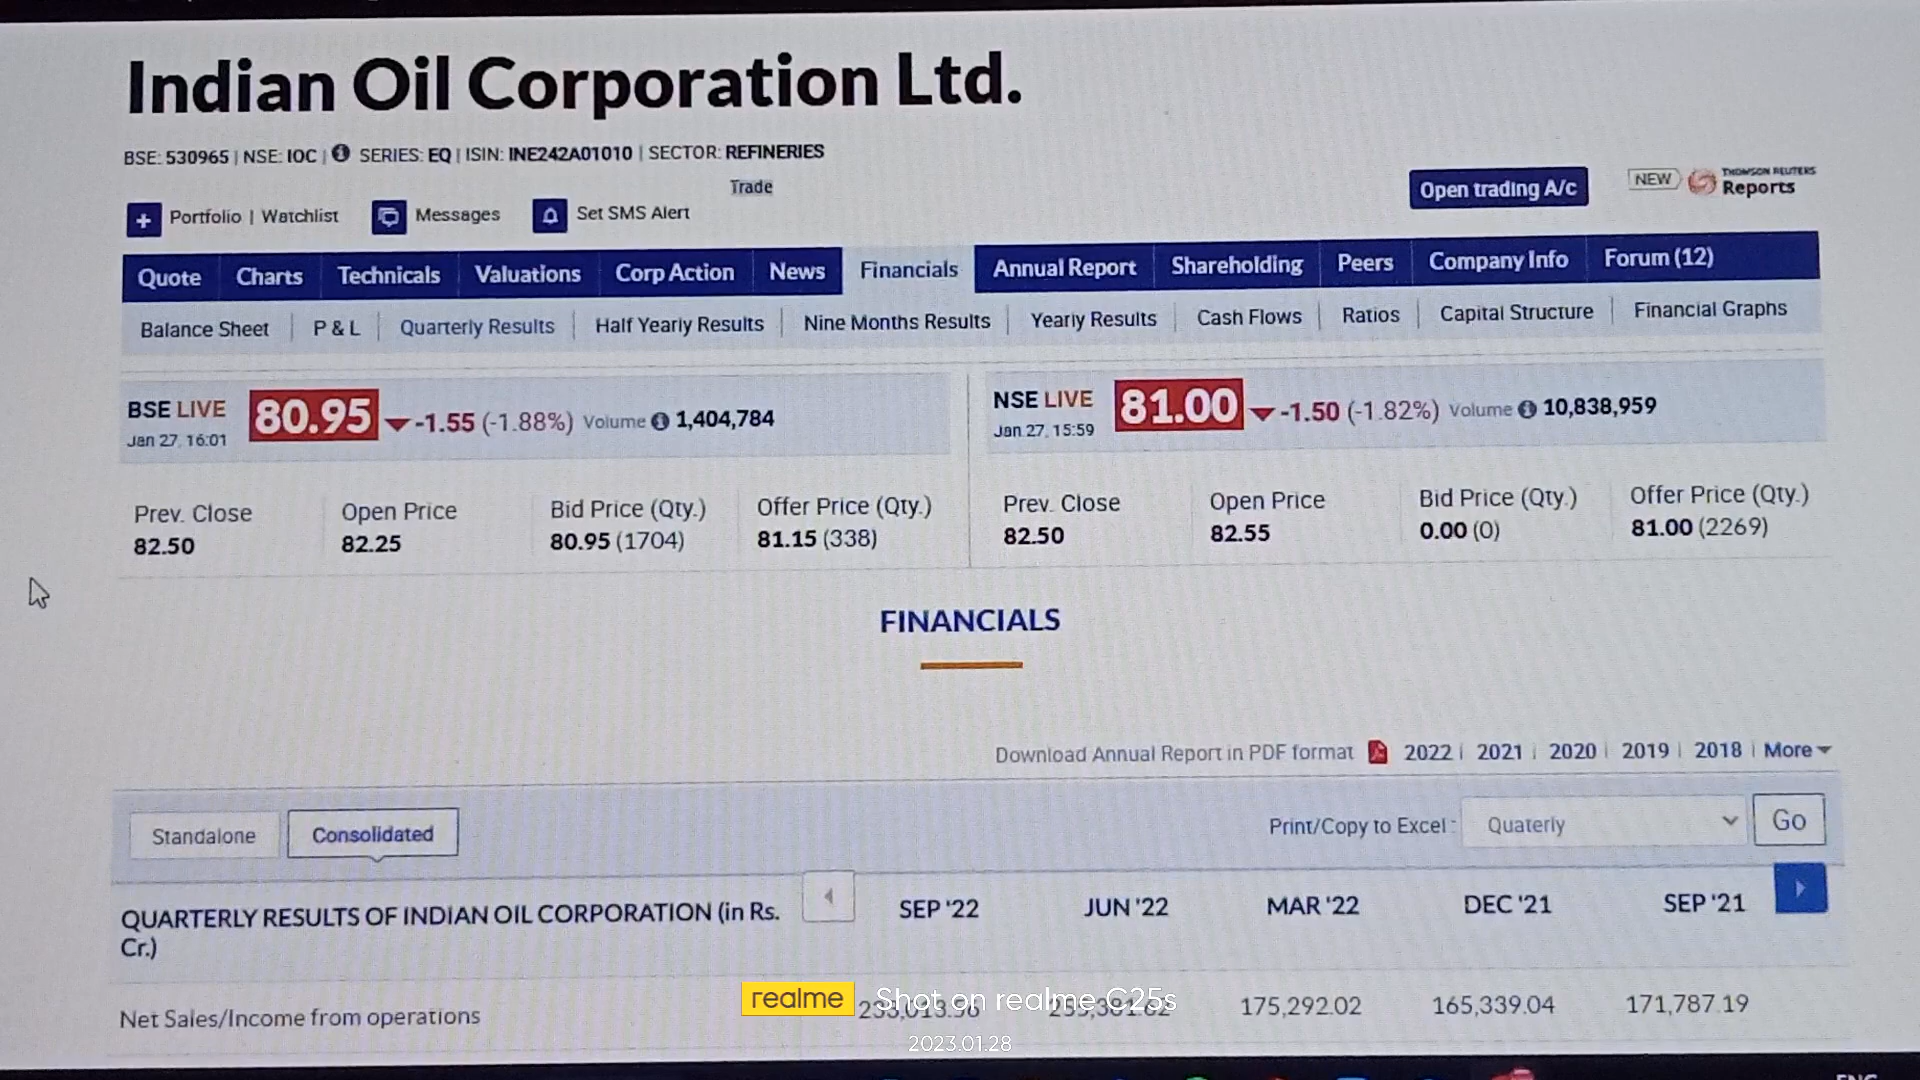 Indian Oil Corporation Ltd.
BSE: 530965 | NSE: IOC | SERIES: EQ | ISIN: INE242A01010 | SECTOR: REFINERIES
Trade
Portfolio | Watchlist Messages Set SMS Alert
Open trading A/c NEW THOMSON REUTERS Reports
Quote Charts Technicals Valuations Corp Action News Financials Annual Report Shareholding Peers Company Info Forum (12)
Balance Sheet | P & L | Quarterly Results | Half Yearly Results | Nine Months Results | Yearly Results | Cash Flows | Ratios | Capital Structure | Financial Graphs
BSE LIVE 80.95 -1.55 (-1.88%) Volume 1,404,784
Jan 27, 16:01
NSE LIVE 81.00 -1.50 (-1.82%) Volume 10,838,959
Jan 27, 15:59
Prev. Close Open Price Bid Price (Qty.) Offer Price (Qty.)
82.50 82.25 80.95 (1704) 81.15 (338)
Prev. Close Open Price Bid Price (Qty.) Offer Price (Qty.)
82.50 82.55 0.00 (0) 81.00 (2269)
FINANCIALS
Download Annual Report in PDF format 2022 | 2021 | 2020 | 2019 | 2018 | More
Standalone Consolidated Print/Copy to Excel : Quaterly Go
QUARTERLY RESULTS OF INDIAN OIL CORPORATION (in Rs. Cr.) SEP '22 JUN '22 MAR '22 DEC '21 SEP '21
Net Sales/Income from operations 175,292.02 165,339.04 171,787.19
realme Shot on realme C25s
2023.01.28